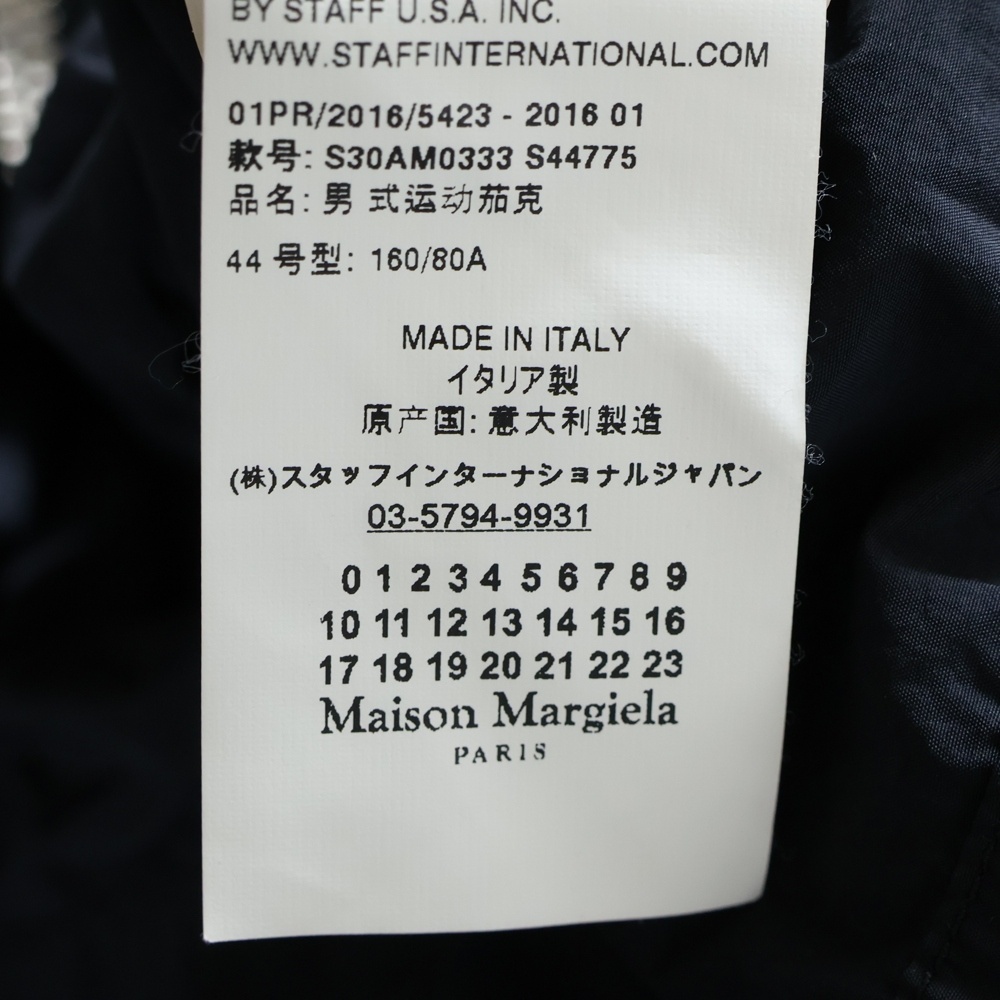 BY STAFF U.S.A. INC.
WWW.STAFFINTERNATIONAL.COM
01PR/2016/5423 - 2016 01
款号: S30AM0333 S44775
品名: 男 式运动茄克
44 号型: 160/80A
MADE IN ITALY
イタリア製
原产国: 意大利製造
(株)スタッフインターナショナルジャパン
03-5794-9931
0 1 2 3 4 5 6 7 8 9
10 11 12 13 14 15 16
17 18 19 20 21 22 23
Maison Margiela
PARIS